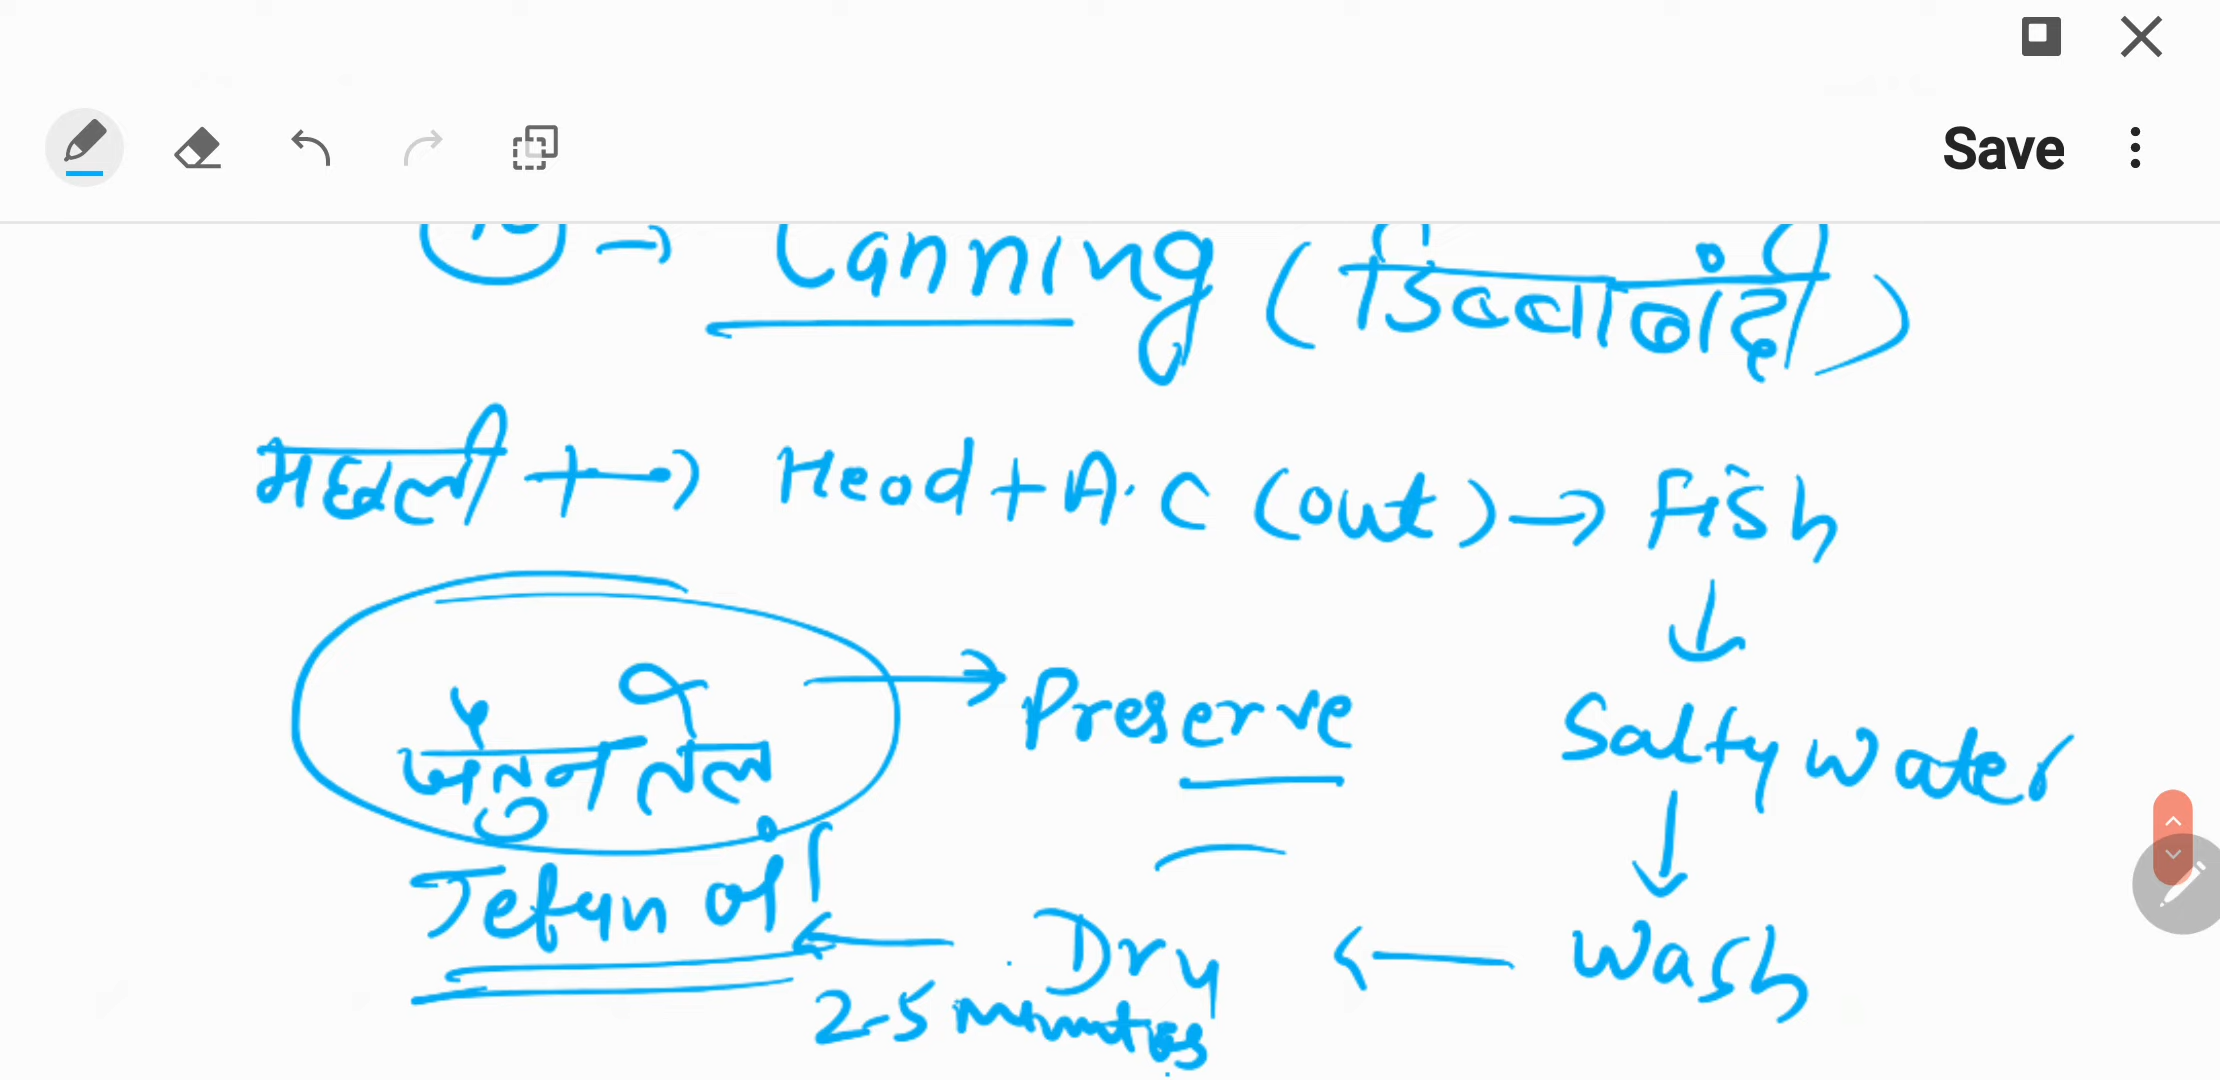 Save
→ Canning (डिब्बाबंदी)
मछली → Head + A.C (out) → Fish
↓
जैतुन तेल → Preserve Salty water
↓
Jetun oil ← Dry ← Wash
2-5 minutes